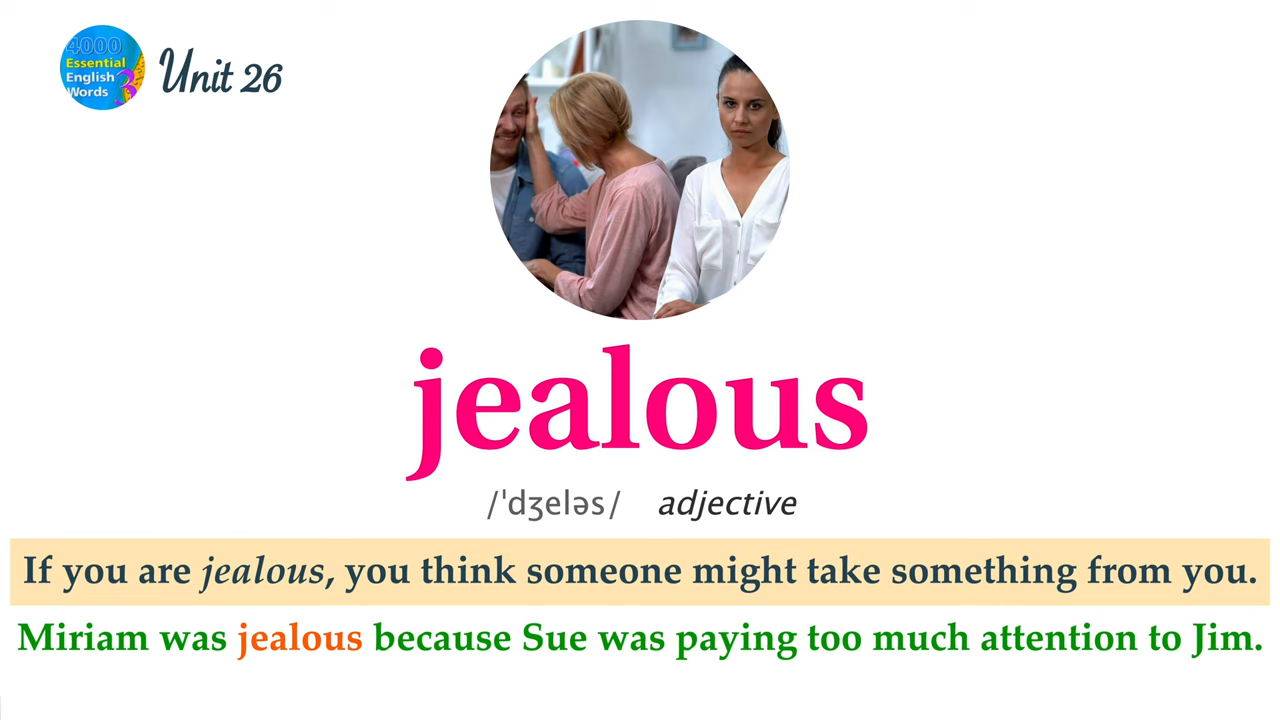 4000
Essential
English
Words 3
Unit 26
jealous
/ˈdʒeləs/ adjective
If you are jealous, you think someone might take something from you.
Miriam was jealous because Sue was paying too much attention to Jim.